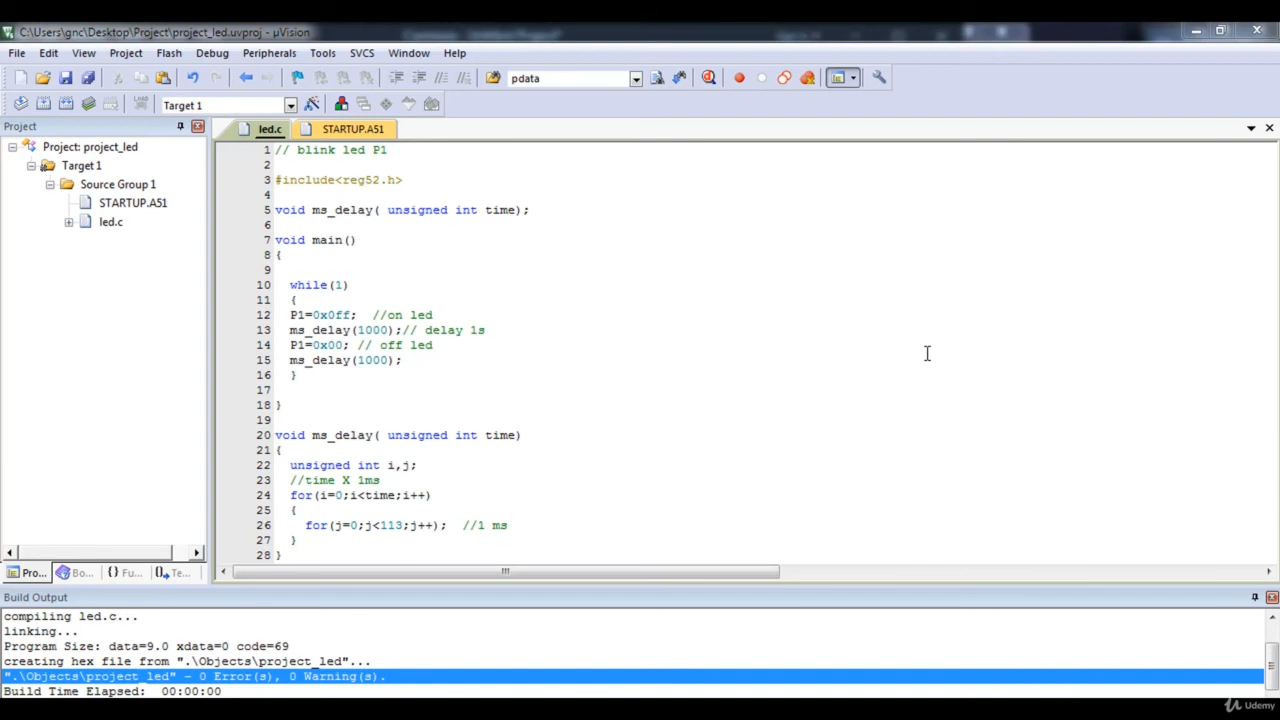 C:\Users\gnc\Desktop\Project\project_led.uvproj - µVision
File Edit View Project Flash Debug Peripherals Tools SVCS Window Help
pdata
LOAD Target 1
Project
led.c STARTUP.A51
Project: project_led
Target 1
Source Group 1
STARTUP.A51
led.c
1 // blink led P1
2
3 #include<reg52.h>
4
5 void ms_delay( unsigned int time);
6
7 void main()
8 {
9
10 while(1)
11 {
12 P1=0x0ff; //on led
13 ms_delay(1000);// delay 1s
14 P1=0x00; // off led
15 ms_delay(1000);
16 }
17
18 }
19
20 void ms_delay( unsigned int time)
21 {
22 unsigned int i,j;
23 //time X 1ms
24 for(i=0;i<time;i++)
25 {
26 for(j=0;j<113;j++); //1 ms
27 }
28 }
Pro... Bo... {} Fu... Te...
Build Output
compiling led.c...
linking...
Program Size: data=9.0 xdata=0 code=69
creating hex file from ".\Objects\project_led"...
".\Objects\project_led" - 0 Error(s), 0 Warning(s).
Build Time Elapsed: 00:00:00
Udemy